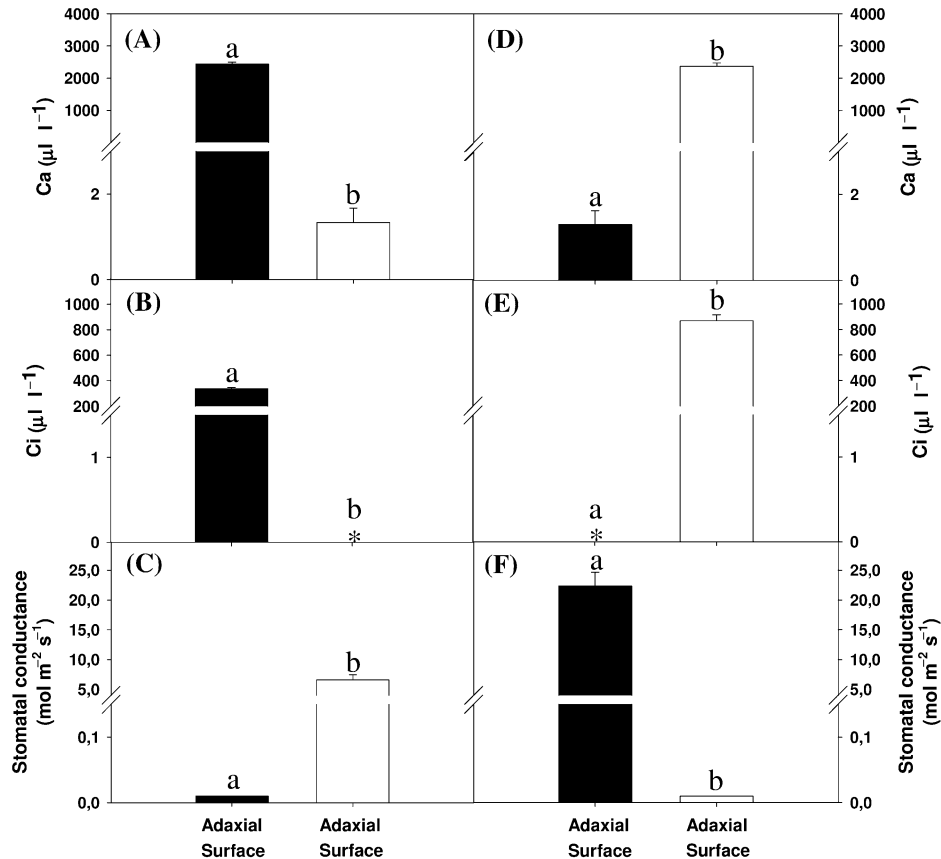 4000
(A)
a
3000
2000
1000
Ca (µl l⁻¹)
2
b
0
(D)
b
4000
3000
2000
1000
Ca (µl l⁻¹)
a
2
0
(B)
1000
800
600
400
200
a
Ci (µl l⁻¹)
1
b
*
0
(E)
b
1000
800
600
400
200
Ci (µl l⁻¹)
1
a
*
0
(C)
25,0
20,0
15,0
10,0
5,0
b
Stomatal conductance
(mol m⁻² s⁻¹)
0,1
a
0,0
(F)
a
25,0
20,0
15,0
10,0
5,0
Stomatal conductance
(mol m⁻² s⁻¹)
0,1
b
0,0
Adaxial
Surface
Adaxial
Surface
Adaxial
Surface
Adaxial
Surface